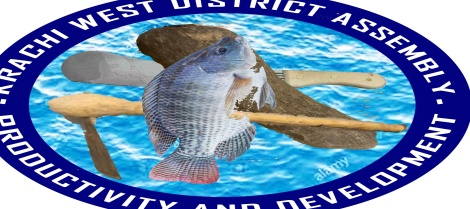 KRACHI WEST DISTRICT ASSEMBLY
PRODUCTIVITY AND DEVELOPMENT
alamy